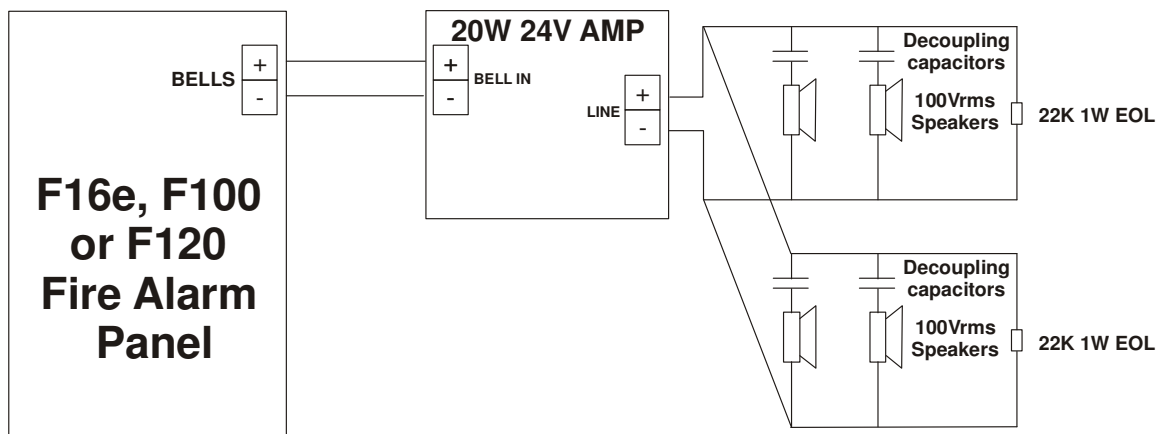 F16e, F100
or F120
Fire Alarm
Panel
BELLS
+
-
20W 24V AMP
+
-
BELL IN
LINE
+
-
Decoupling
capacitors
100Vrms
Speakers
22K 1W EOL
Decoupling
capacitors
100Vrms
Speakers
22K 1W EOL